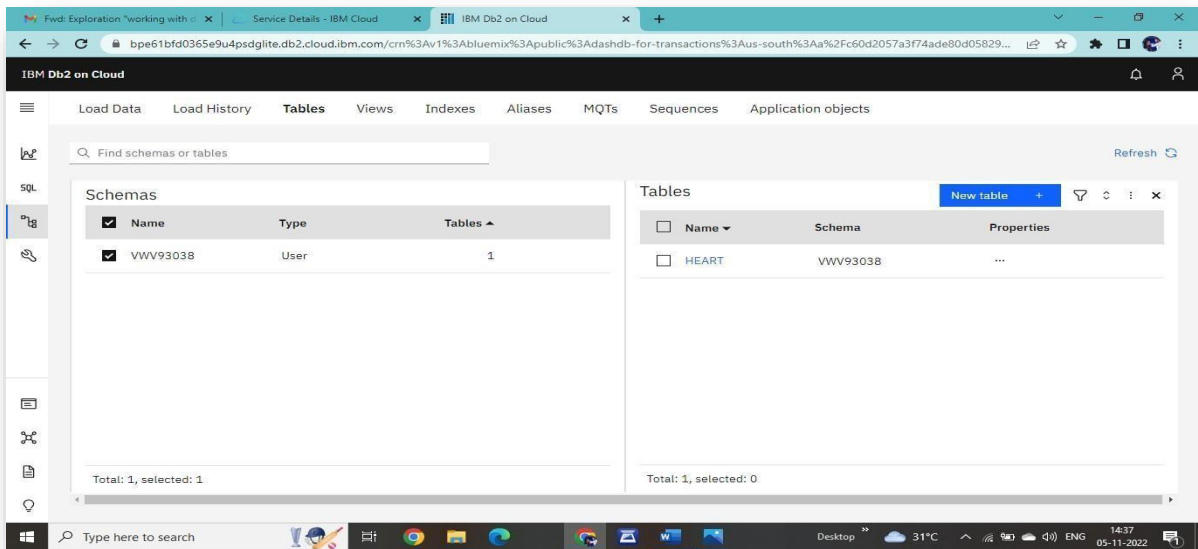 Fwd: Exploration "working with d
Service Details - IBM Cloud
IBM Db2 on Cloud
bpe61bfd0365e9u4psdglite.db2.cloud.ibm.com/crn%3Av1%3Abluemix%3Apublic%3Adashdb-for-transactions%3Aus-south%3Aa%2Fc60d2057a3f74ade80d05829...
IBM Db2 on Cloud
Load Data Load History Tables Views Indexes Aliases MQTs Sequences Application objects
Find schemas or tables
Refresh
SQL
Schemas
Name Type Tables
VWV93038 User 1
Total: 1, selected: 1
Tables
New table +
Name Schema Properties
HEART VWV93038 ...
Total: 1, selected: 0
Type here to search
Desktop
31°C
ENG
14:37
05-11-2022